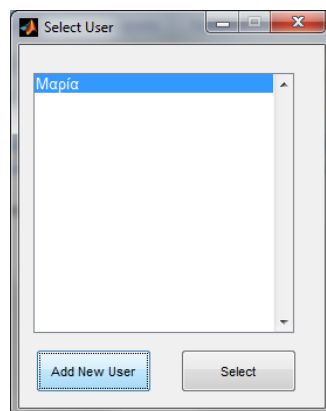 Select User
Μαρία
Add New User
Select